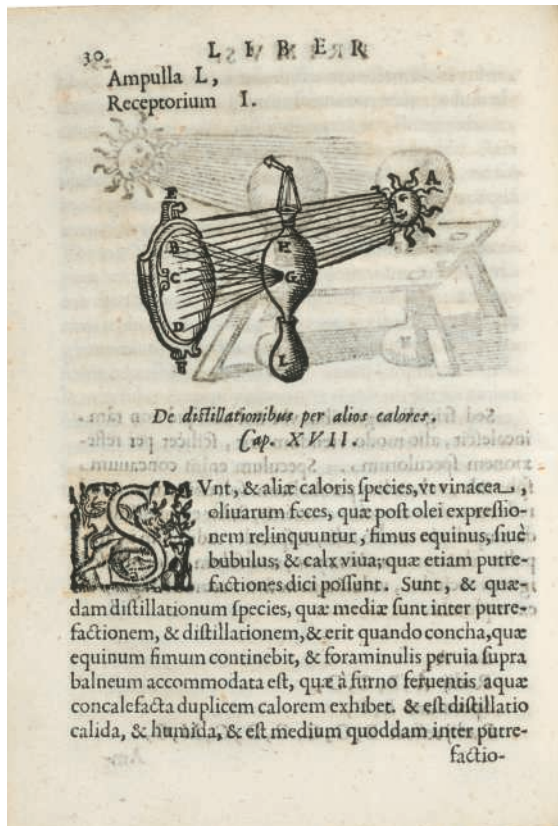 30
LIBER
Ampulla L,
Receptorium I.
A
E
B
H
C
G
D
L
E
De distillationibus per alios calores.
Cap. XVII.
SVnt, & aliæ caloris species, vt vinacea,
oliuarum fæces, quæ post olei expressio-
nem relinquuntur, fimus equinus, siuè
bubulus; & calx viua; quæ etiam putre-
factiones dici possunt. Sunt, & quæ-
dam distillationum species, quæ mediæ sunt inter putre-
factionem, & distillationem, & erit quando concha, quæ
equinum fimum continebit, & foraminulis peruia supra
balneum accommodata est, quæ à furno feruentis aquæ
concalefacta duplicem calorem exhibet. & est distillatio
calida, & humida, & est medium quoddam inter putre-
factio-